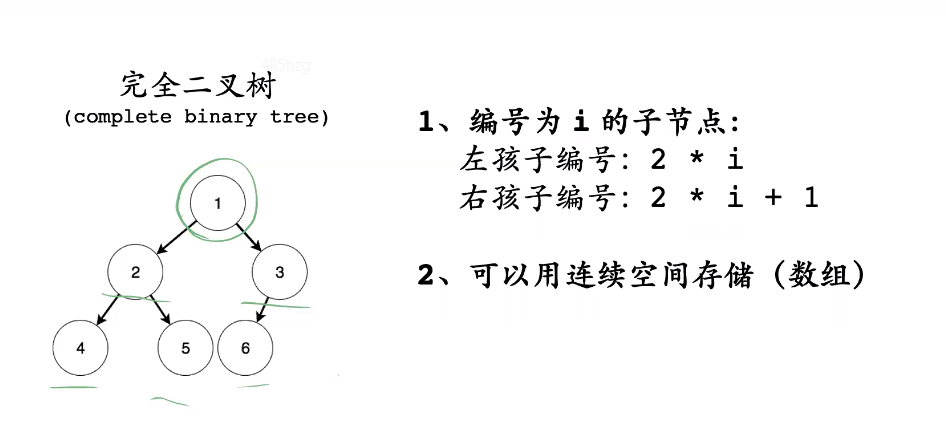 完全二叉树
(complete binary tree)
1
2
3
4
5
6
1、编号为 i 的子节点:
左孩子编号: 2 * i
右孩子编号: 2 * i + 1
2、可以用连续空间存储 (数组)